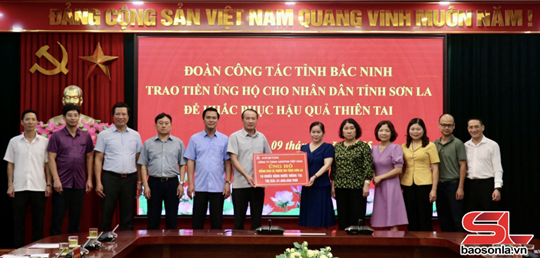 ĐẢNG CỘNG SẢN VIỆT NAM QUANG VINH MUÔN NĂM!
ĐOÀN CÔNG TÁC TỈNH BẮC NINH
TRAO TIỀN ỦNG HỘ CHO NHÂN DÂN TỈNH SƠN LA
ĐỂ KHẮC PHỤC HẬU QUẢ THIÊN TAI
09 thá
ỦNG HỘ
SL
baosonla.vn